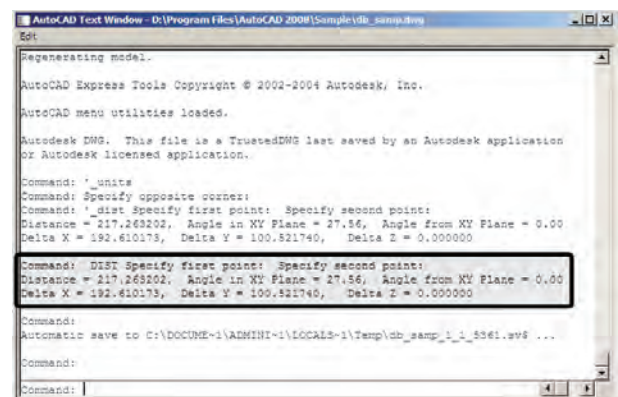 AutoCAD Text Window - D:\Program Files\AutoCAD 2008\Sample\db_samp.dwg
Edit
Regenerating model.
AutoCAD Express Tools Copyright © 2002-2004 Autodesk, Inc.
AutoCAD menu utilities loaded.
Autodesk DWG.  This file is a TrustedDWG last saved by an Autodesk application
or Autodesk licensed application.
Command: '_units
Command: Specify opposite corner:
Command: '_dist Specify first point:  Specify second point:
Distance = 217.263202,  Angle in XY Plane = 27.56,  Angle from XY Plane = 0.00
Delta X = 192.610173,  Delta Y = 100.521740,   Delta Z = 0.000000
Command:  DIST Specify first point:  Specify second point:
Distance = 217.263202,  Angle in XY Plane = 27.56,  Angle from XY Plane = 0.00
Delta X = 192.610173,  Delta Y = 100.521740,   Delta Z = 0.000000
Command:
Automatic save to C:\DOCUME~1\ADMINI~1\LOCALS~1\Temp\db_samp_1_1_5361.sv$ ...
Command:
Command: